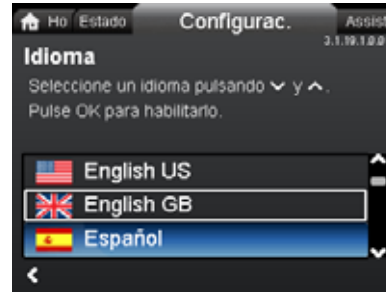 Ho Estado Configurac. Assist
3.1.19.1.0.0
Idioma
Seleccione un idioma pulsando ⌄ y ⌃.
Pulse OK para habilitarlo.
English US
English GB
Español